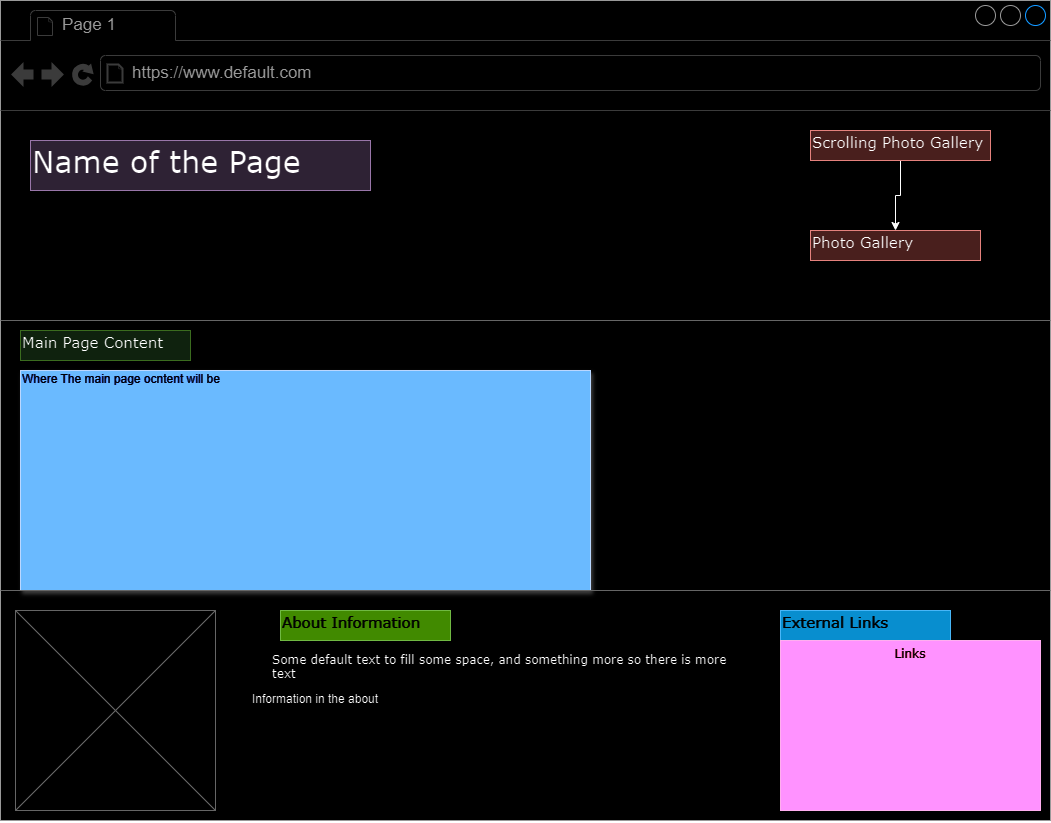 Page 1
https://www.default.com
Name of the Page
Scrolling Photo Gallery
Photo Gallery
Main Page Content
Where The main page ocntent will be
About Information
Some default text to fill some space, and something more so there is more
text
Information in the about
External Links
Links